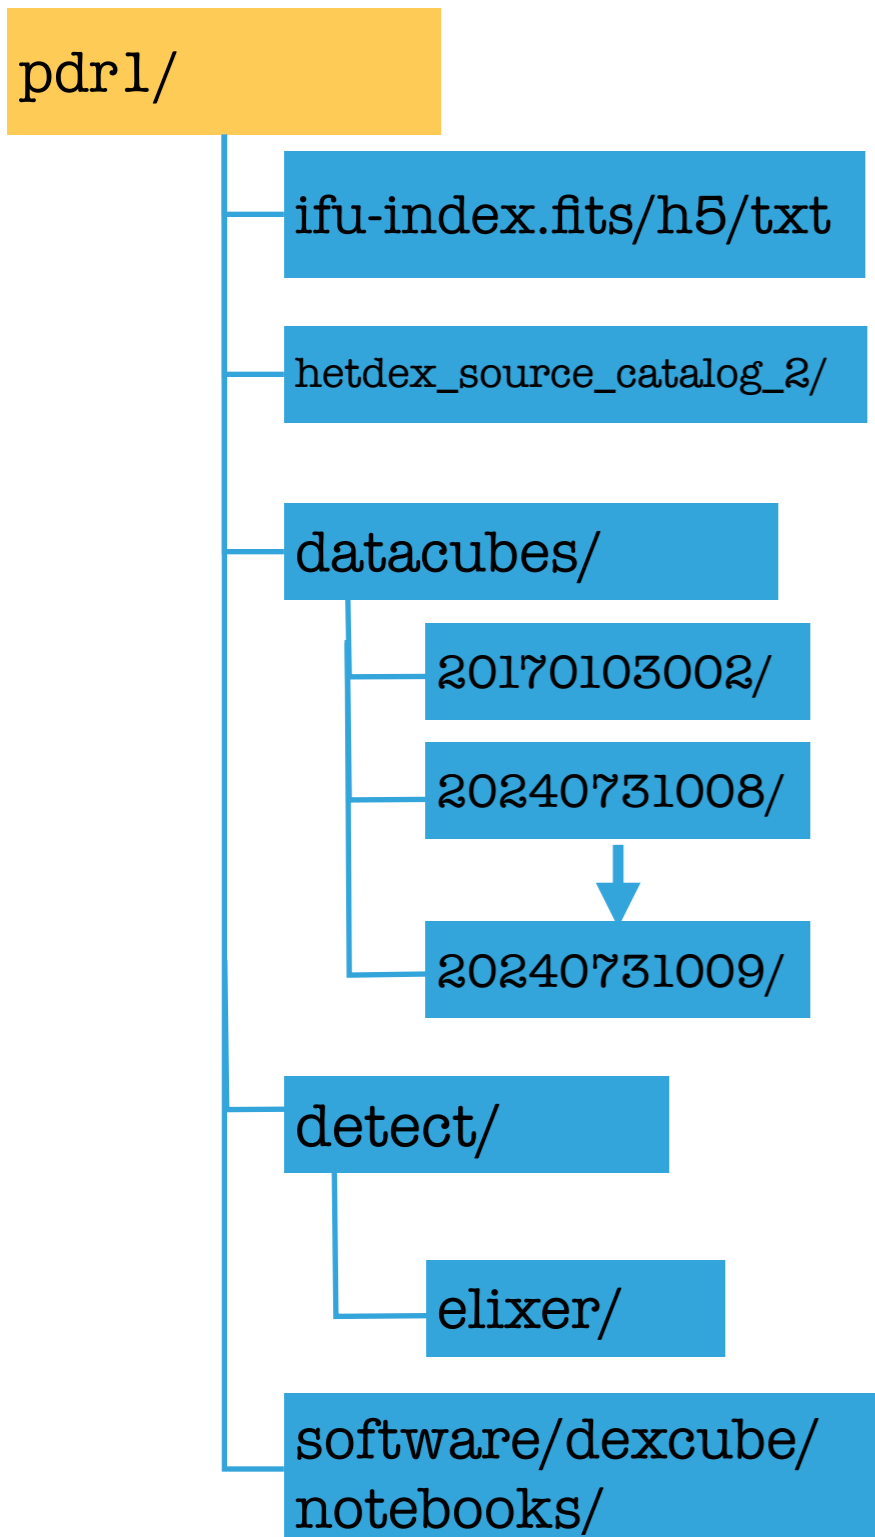 pdr1/
ifu-index.fits/h5/txt
hetdex_source_catalog_2/
datacubes/
20170103002/
20240731008/
20240731009/
detect/
elixer/
software/dexcube/
notebooks/